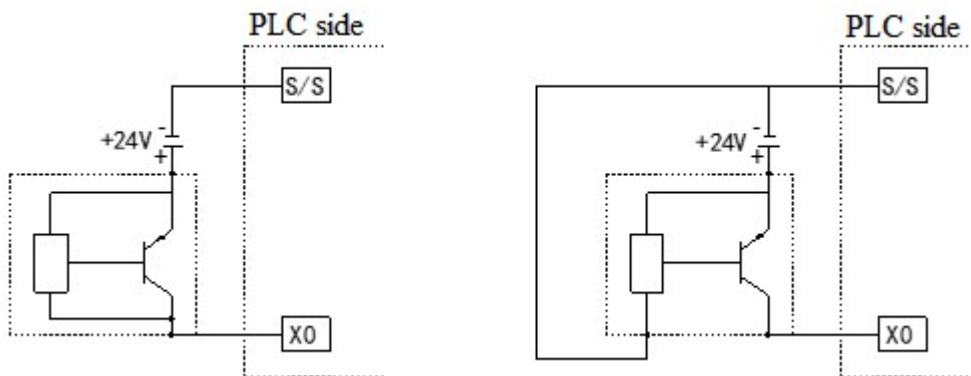 PLC side
S/S
-
+24V
+
X0
PLC side
S/S
-
+24V
+
X0